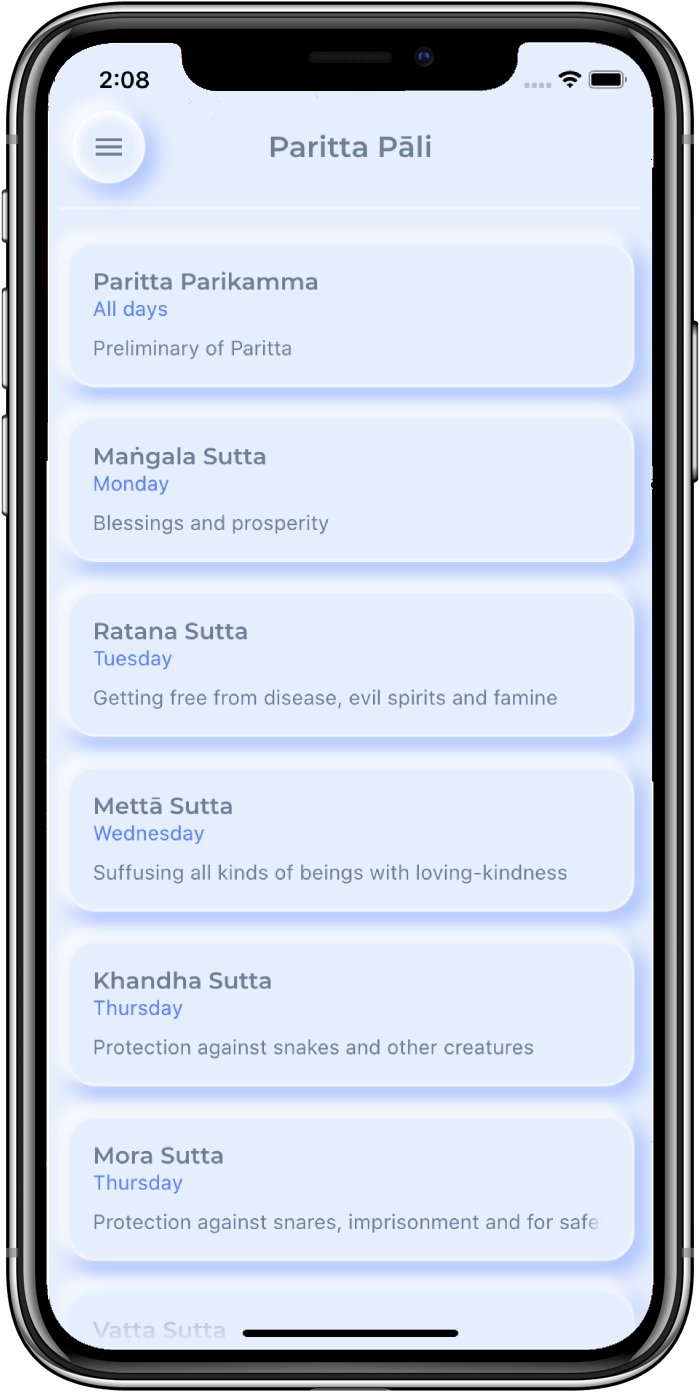 2:08
Paritta Pāli
Paritta Parikamma
All days
Preliminary of Paritta
Maṅgala Sutta
Monday
Blessings and prosperity
Ratana Sutta
Tuesday
Getting free from disease, evil spirits and famine
Mettā Sutta
Wednesday
Suffusing all kinds of beings with loving-kindness
Khandha Sutta
Thursday
Protection against snakes and other creatures
Mora Sutta
Thursday
Protection against snares, imprisonment and for safe
Vaṭṭa Sutta